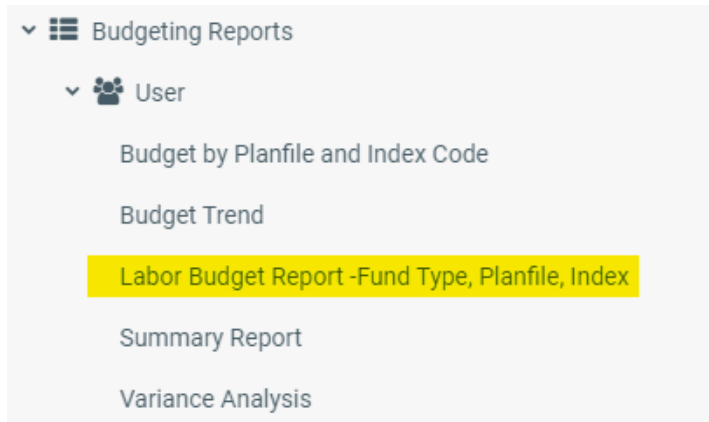 Budgeting Reports
User
Budget by Planfile and Index Code
Budget Trend
Labor Budget Report -Fund Type, Planfile, Index
Summary Report
Variance Analysis